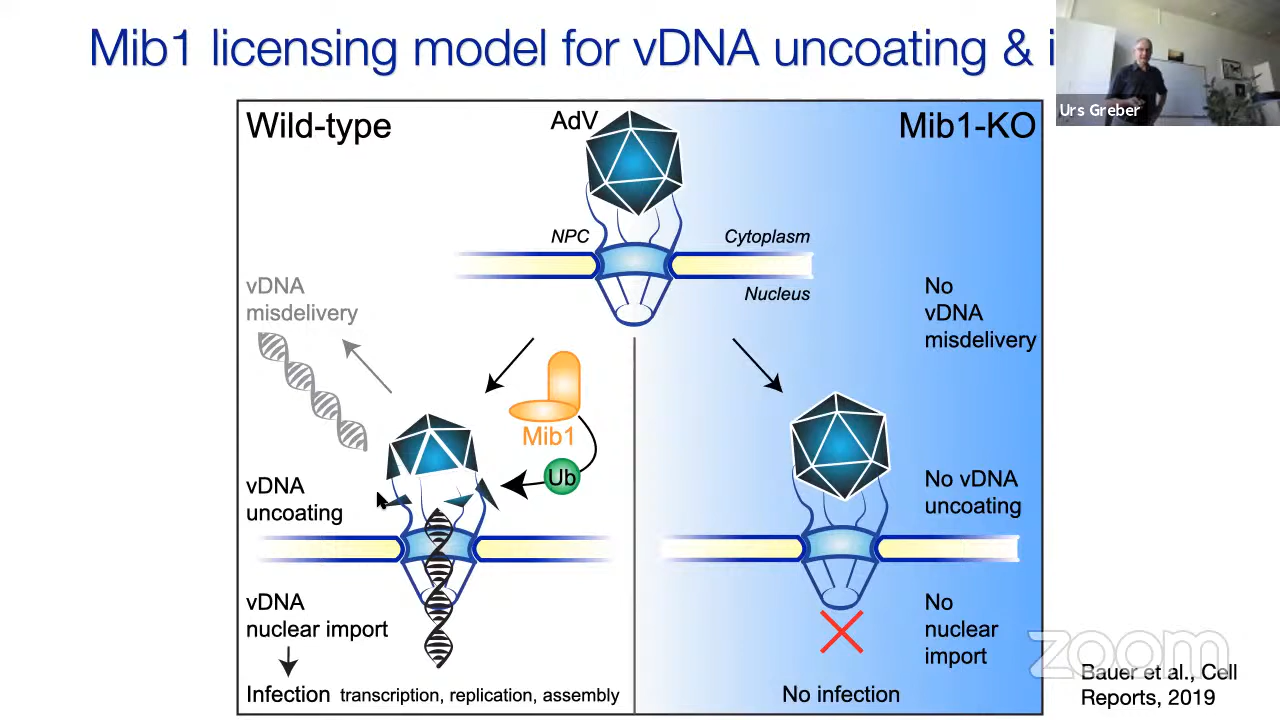 Mib1 licensing model for vDNA uncoating & i
Urs Greber
Wild-type
AdV
Mib1-KO
NPC
Cytoplasm
Nucleus
vDNA
misdelivery
No
vDNA
misdelivery
Mib1
Ub
vDNA
uncoating
No vDNA
uncoating
vDNA
nuclear import
No
nuclear
import
Infection transcription, replication, assembly
No infection
zoom
Bauer et al., Cell
Reports, 2019